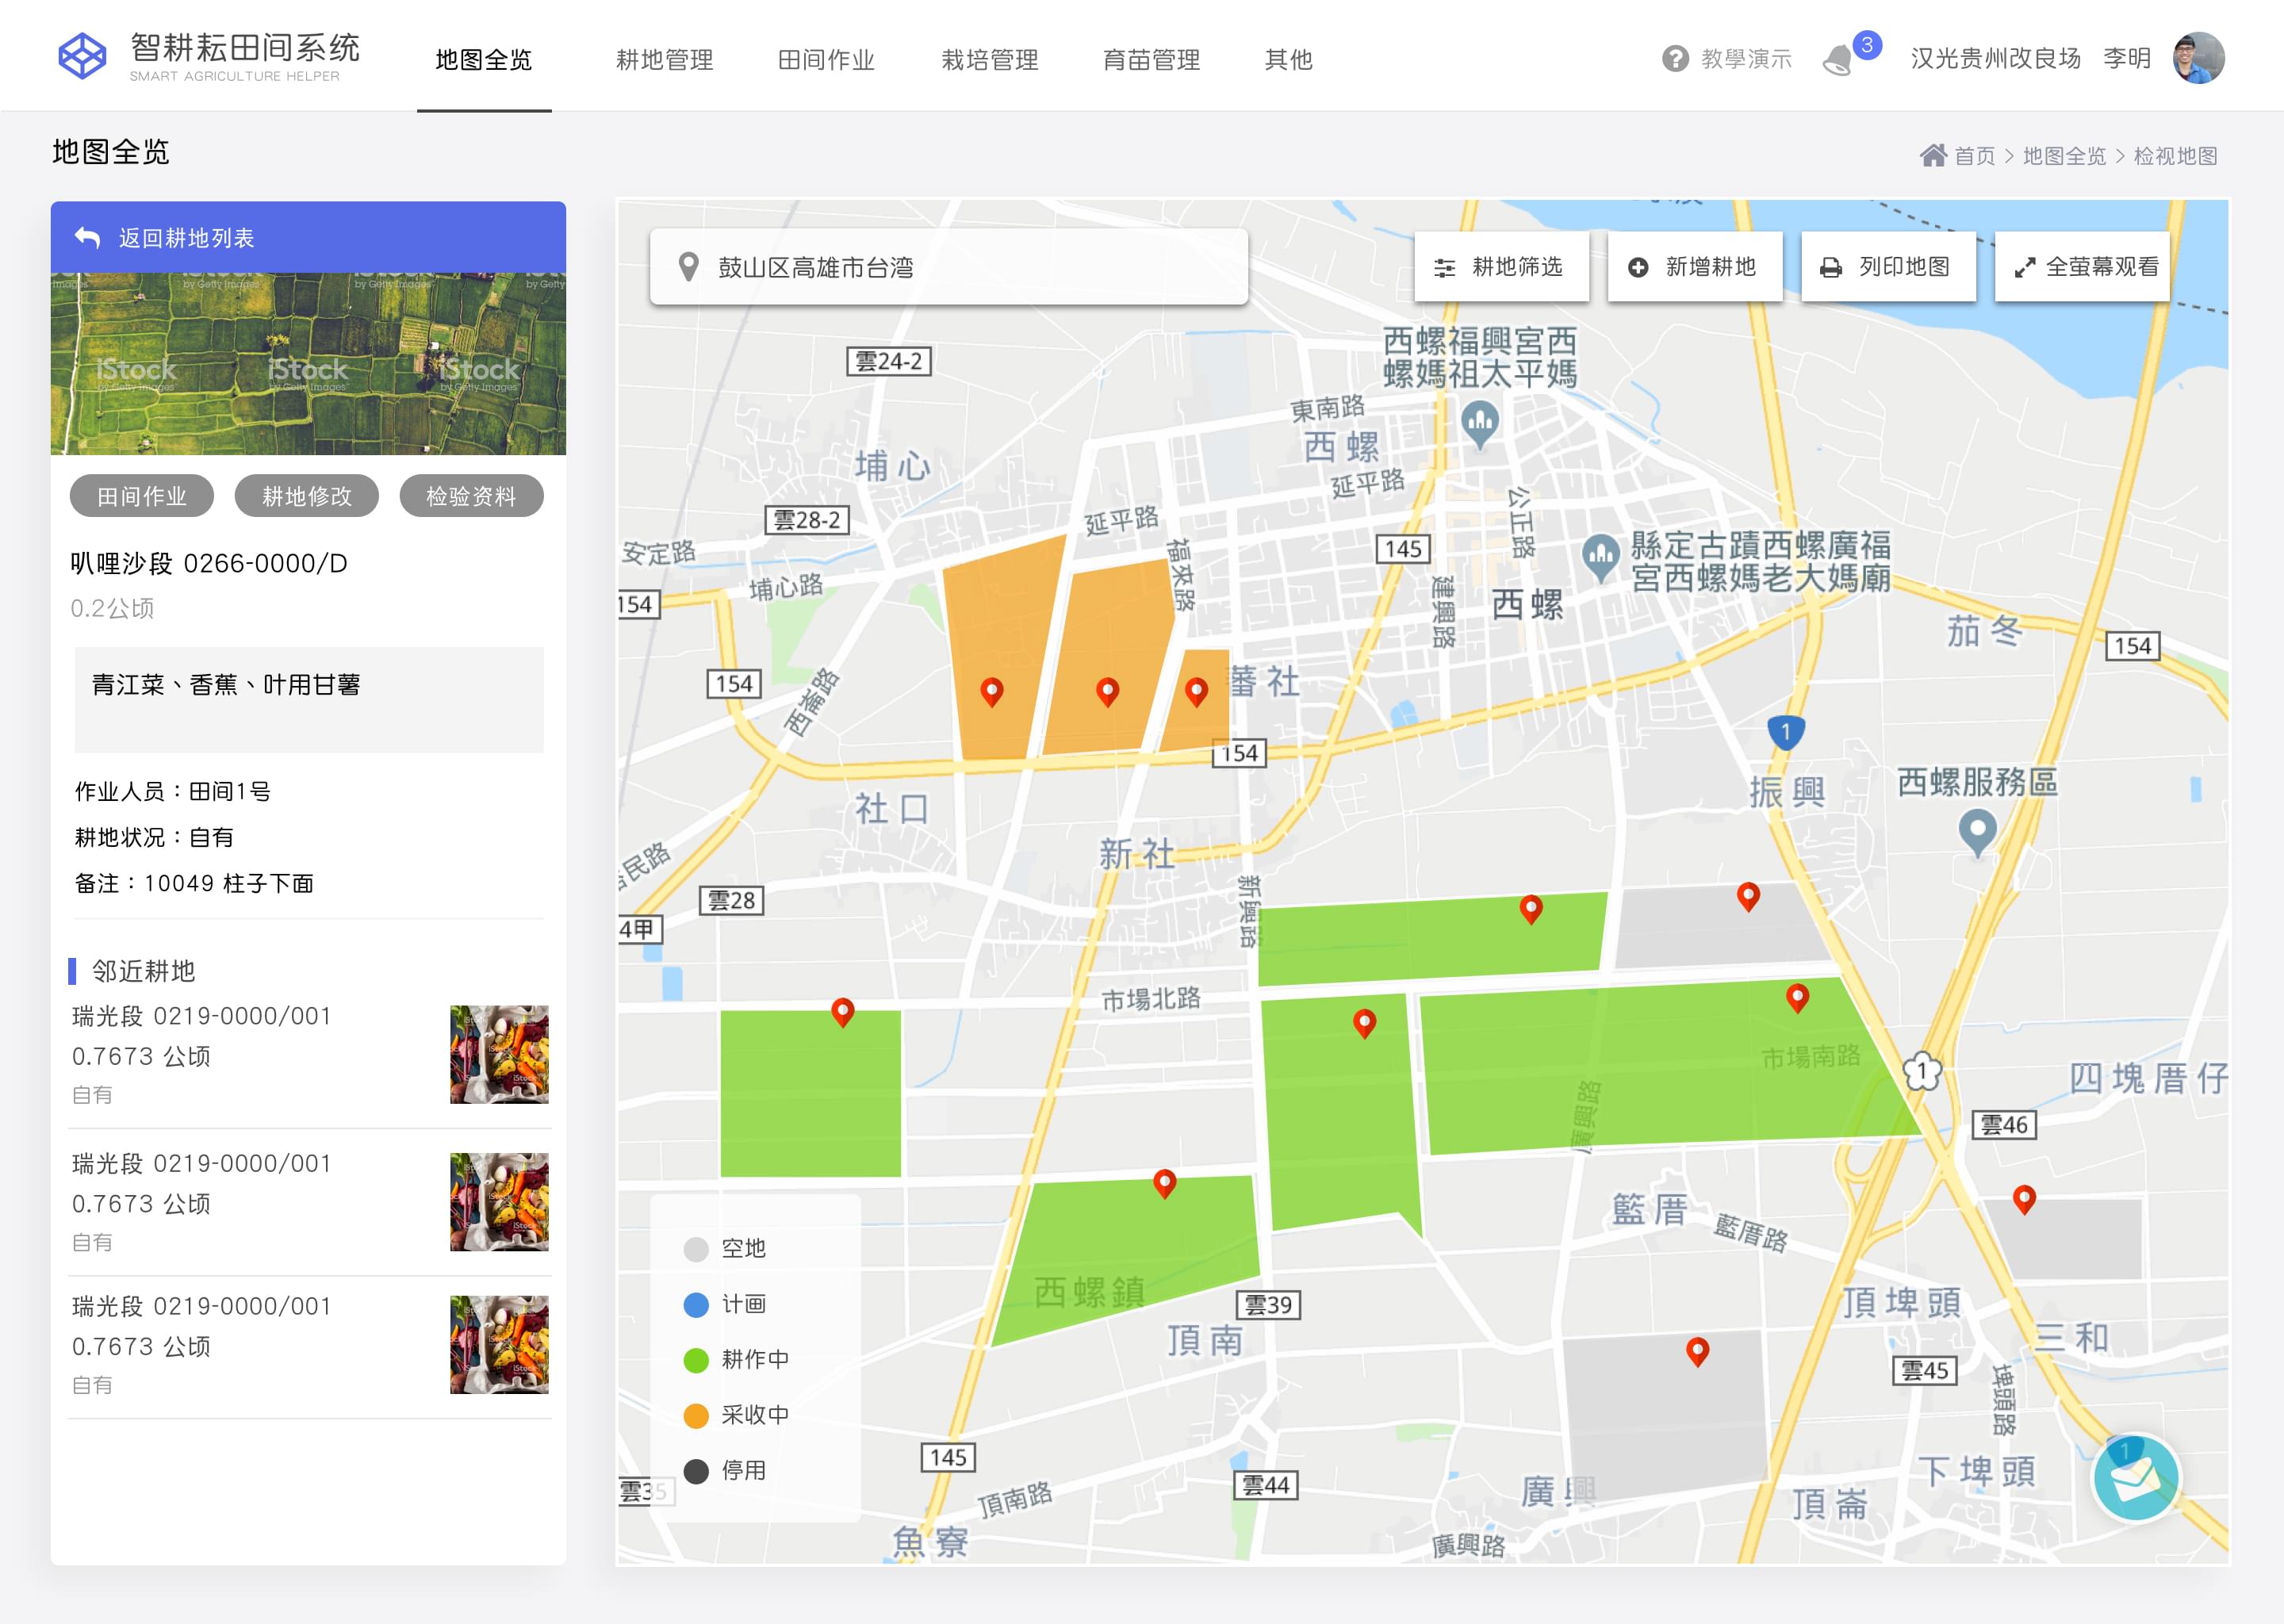 智耕耘田间系统
SMART AGRICULTURE HELPER
地图全览
耕地管理
田间作业
栽培管理
育苗管理
其他
教學演示
3
汉光贵州改良场 李明
地图全览
首页 > 地图全览 > 检视地图
返回耕地列表
iStock
by Getty Images
iStock
by Getty Images
iStock
by Getty Images
田间作业
耕地修改
检验资料
叭哩沙段 0266-0000/D
0.2公顷
青江菜、香蕉、叶用甘薯
作业人员：田间1号
耕地状况：自有
备注：10049 柱子下面
邻近耕地
瑞光段 0219-0000/001
0.7673 公顷
自有
瑞光段 0219-0000/001
0.7673 公顷
自有
瑞光段 0219-0000/001
0.7673 公顷
自有
鼓山区高雄市台湾
耕地筛选
新增耕地
列印地图
全萤幕观看
雲24-2
西螺福興宮西
螺媽祖太平媽
東南路
西螺
延平路
埔心
雲28-2
延平路
安定路
埔心路
福來路
145
公正路
縣定古蹟西螺廣福
宮西螺媽老大媽廟
建興路
西螺
154
茄冬
154
154
西崙路
蕃社
154
1
振興
西螺服務區
社口
新社
雲28
4甲
新興路
市場北路
市場南路
廣興路
1
四塊厝仔
雲46
籃厝
藍厝路
西螺鎮
雲39
頂南
頂埤頭
三和
雲45
埤頭路
空地
计画
耕作中
采收中
停用
雲35
145
頂南路
雲44
魚寮
廣興
廣興路
頂崙
下埤頭
1